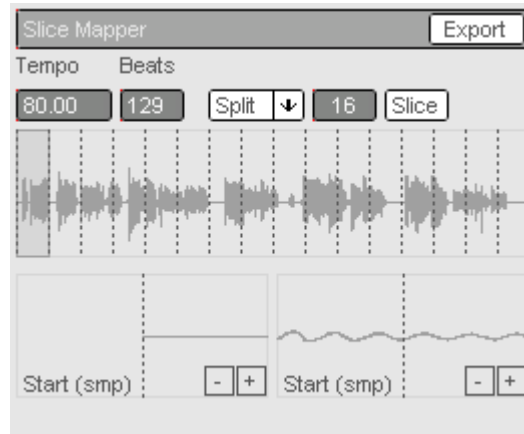 Slice Mapper Export
Tempo Beats
80.00 129 Split 16 Slice
Start (smp) - + Start (smp) - +